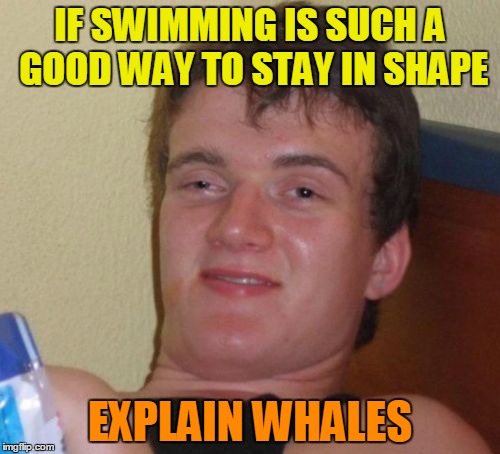 IF SWIMMING IS SUCH A
GOOD WAY TO STAY IN SHAPE
EXPLAIN WHALES
imgflip.com